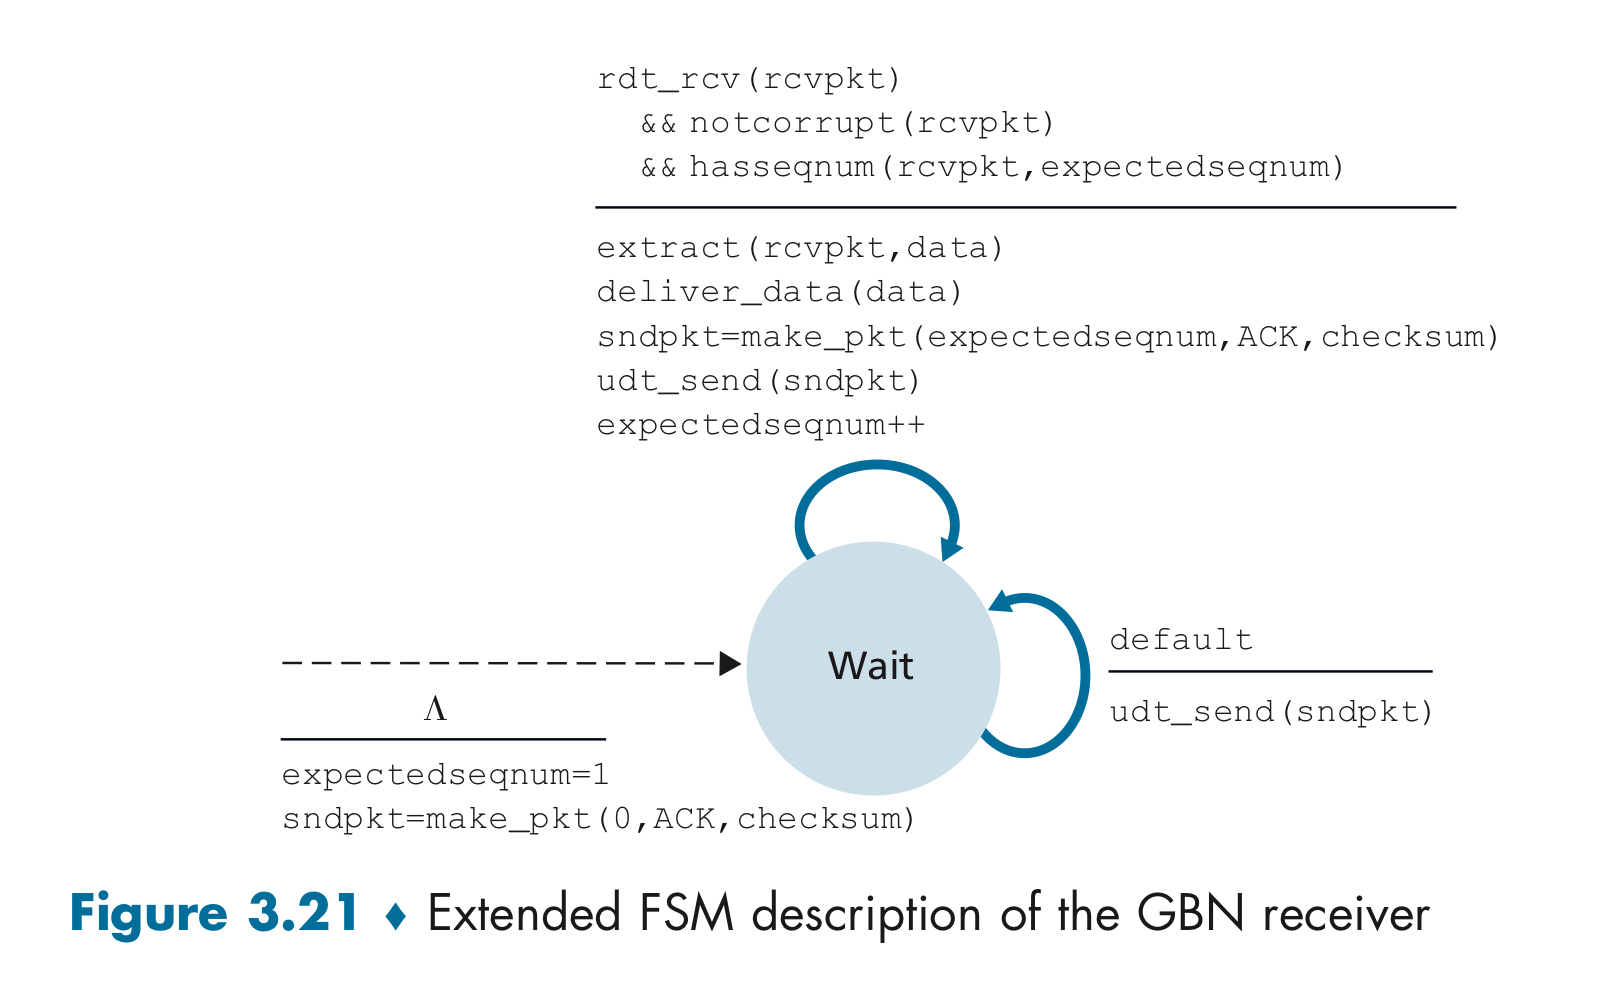 rdt_rcv(rcvpkt)
&& notcorrupt(rcvpkt)
&& hasseqnum(rcvpkt,expectedseqnum)
extract(rcvpkt,data)
deliver_data(data)
sndpkt=make_pkt(expectedseqnum,ACK,checksum)
udt_send(sndpkt)
expectedseqnum++
Wait
default
udt_send(sndpkt)
Λ
expectedseqnum=1
sndpkt=make_pkt(0,ACK,checksum)
Figure 3.21 ♦ Extended FSM description of the GBN receiver